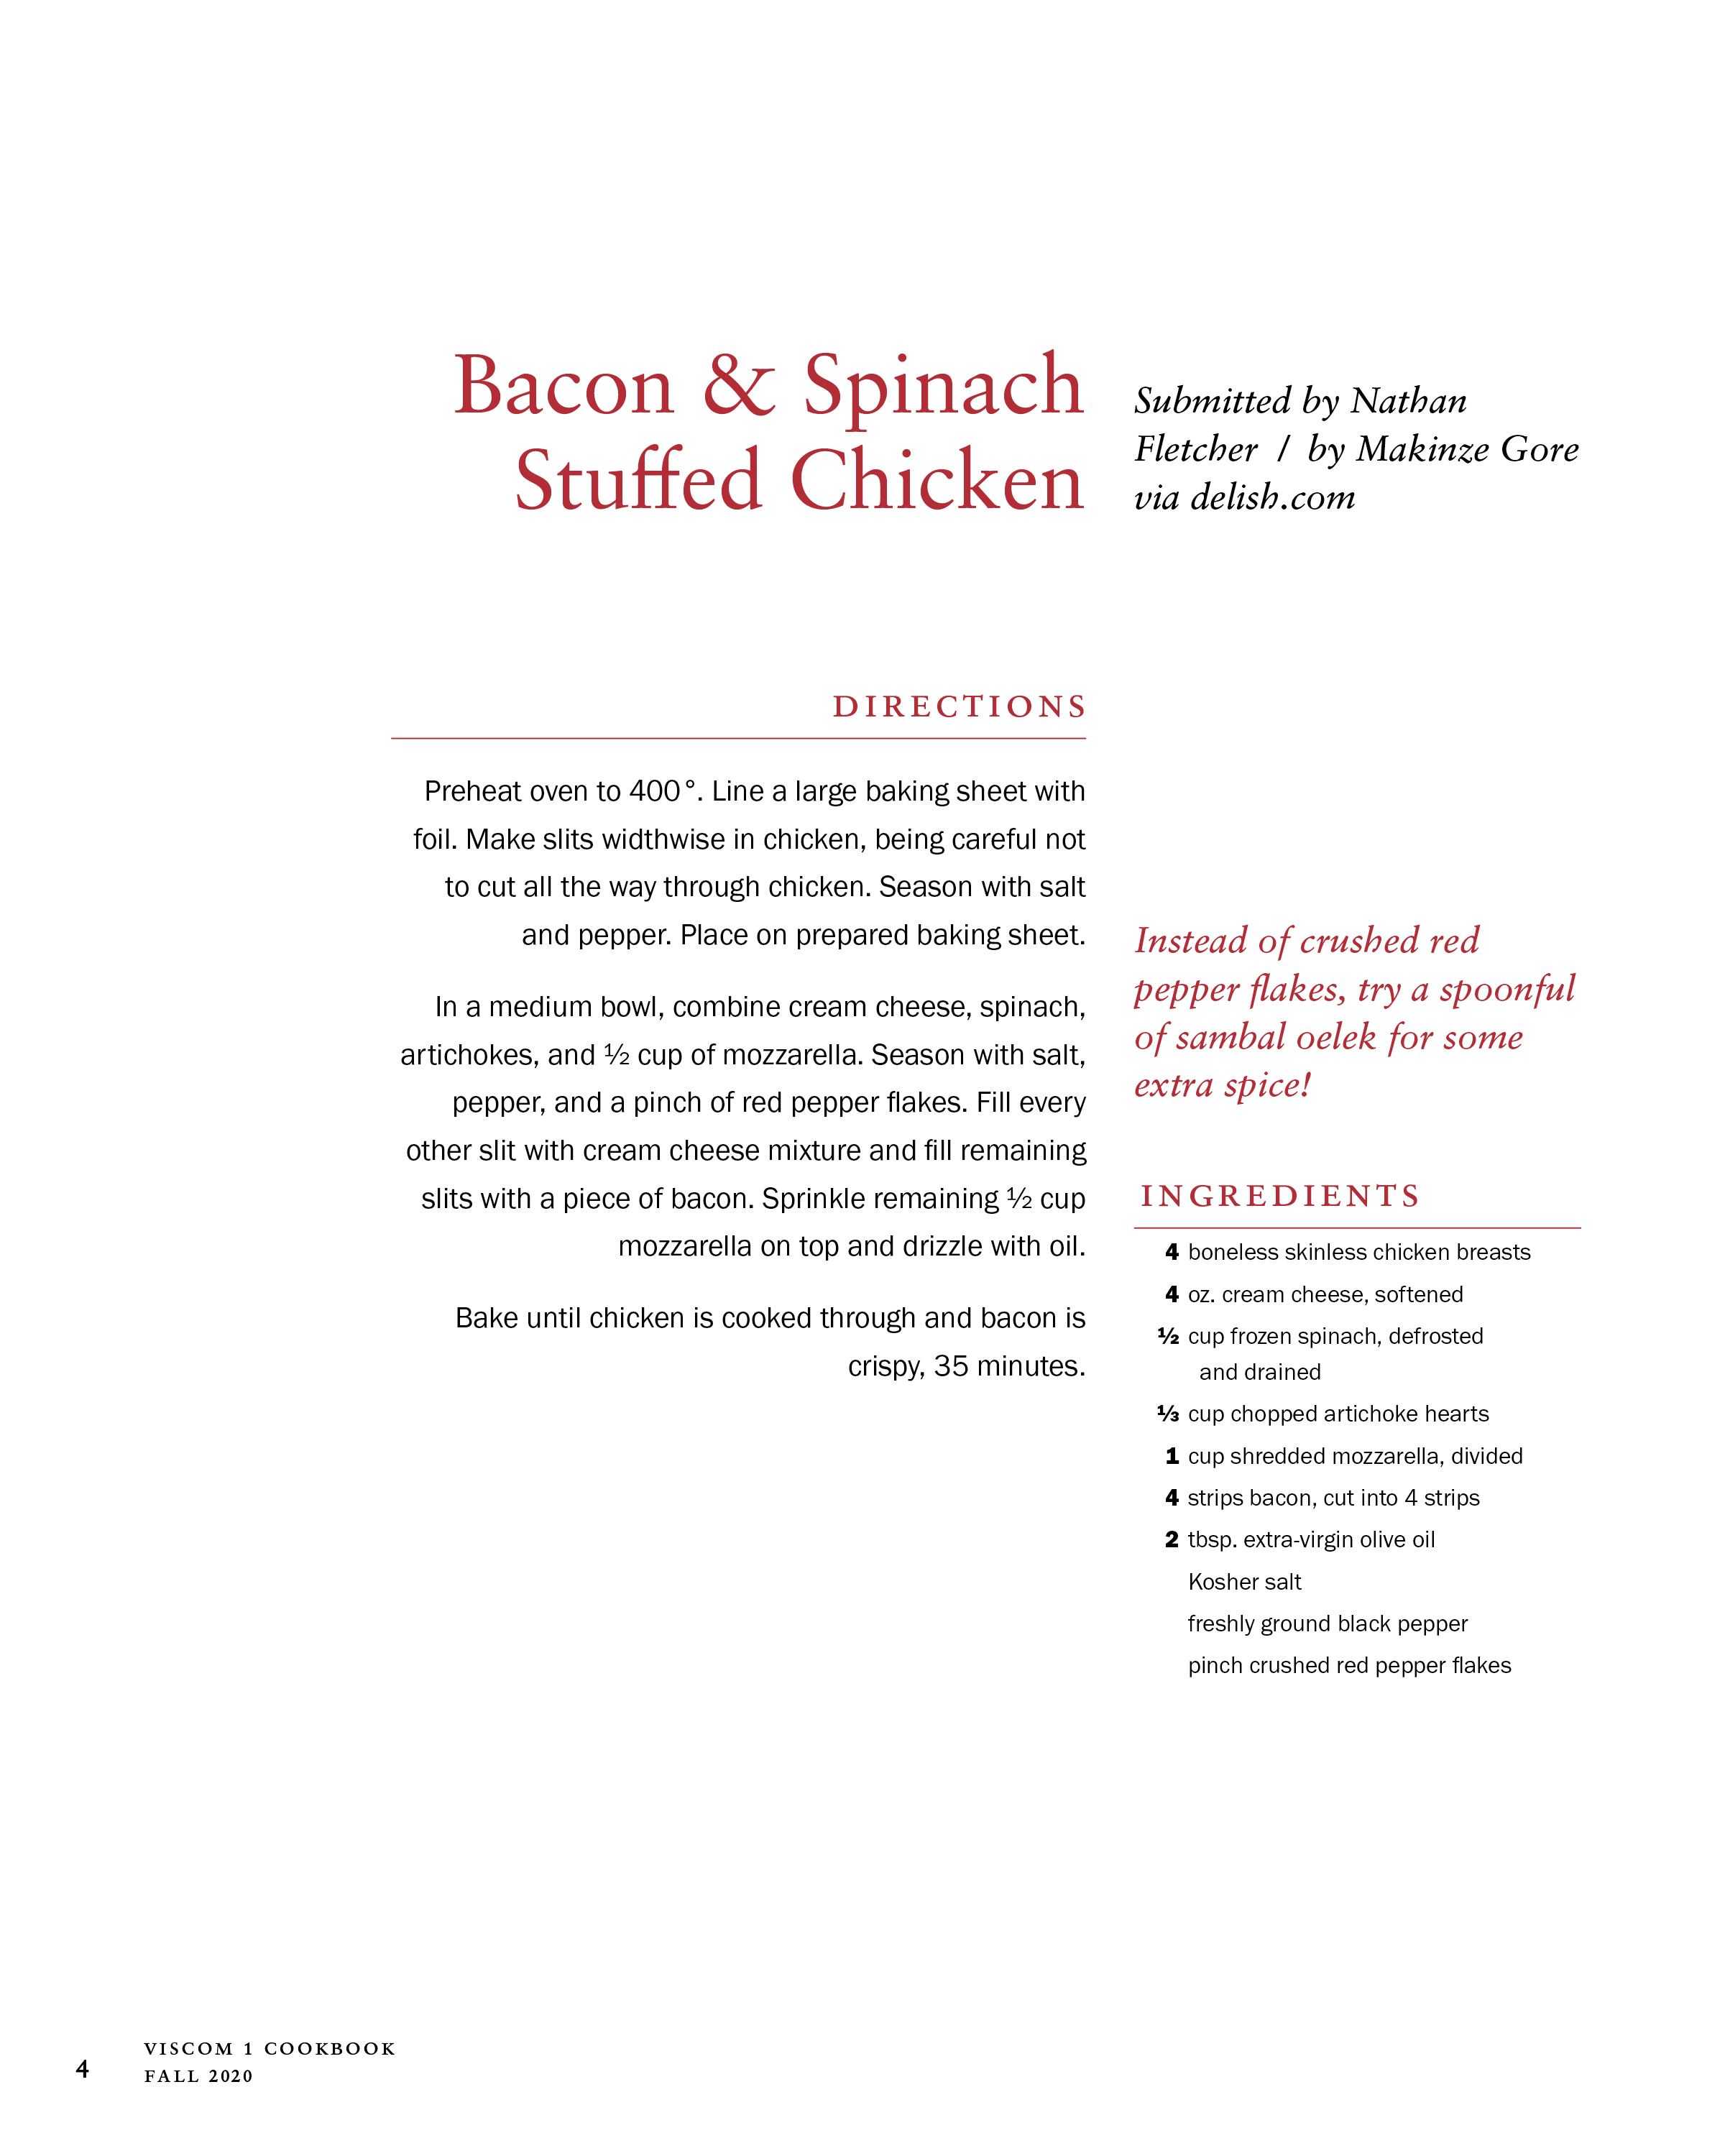 Bacon & Spinach
Stuffed Chicken
Submitted by Nathan
Fletcher / by Makinze Gore
via delish.com
DIRECTIONS
Preheat oven to 400°. Line a large baking sheet with
foil. Make slits widthwise in chicken, being careful not
to cut all the way through chicken. Season with salt
and pepper. Place on prepared baking sheet.
In a medium bowl, combine cream cheese, spinach,
artichokes, and ½ cup of mozzarella. Season with salt,
pepper, and a pinch of red pepper flakes. Fill every
other slit with cream cheese mixture and fill remaining
slits with a piece of bacon. Sprinkle remaining ½ cup
mozzarella on top and drizzle with oil.
Bake until chicken is cooked through and bacon is
crispy, 35 minutes.
Instead of crushed red
pepper flakes, try a spoonful
of sambal oelek for some
extra spice!
INGREDIENTS
4 boneless skinless chicken breasts
4 oz. cream cheese, softened
½ cup frozen spinach, defrosted
and drained
⅓ cup chopped artichoke hearts
1 cup shredded mozzarella, divided
4 strips bacon, cut into 4 strips
2 tbsp. extra-virgin olive oil
Kosher salt
freshly ground black pepper
pinch crushed red pepper flakes
4
VISCOM 1 COOKBOOK
FALL 2020